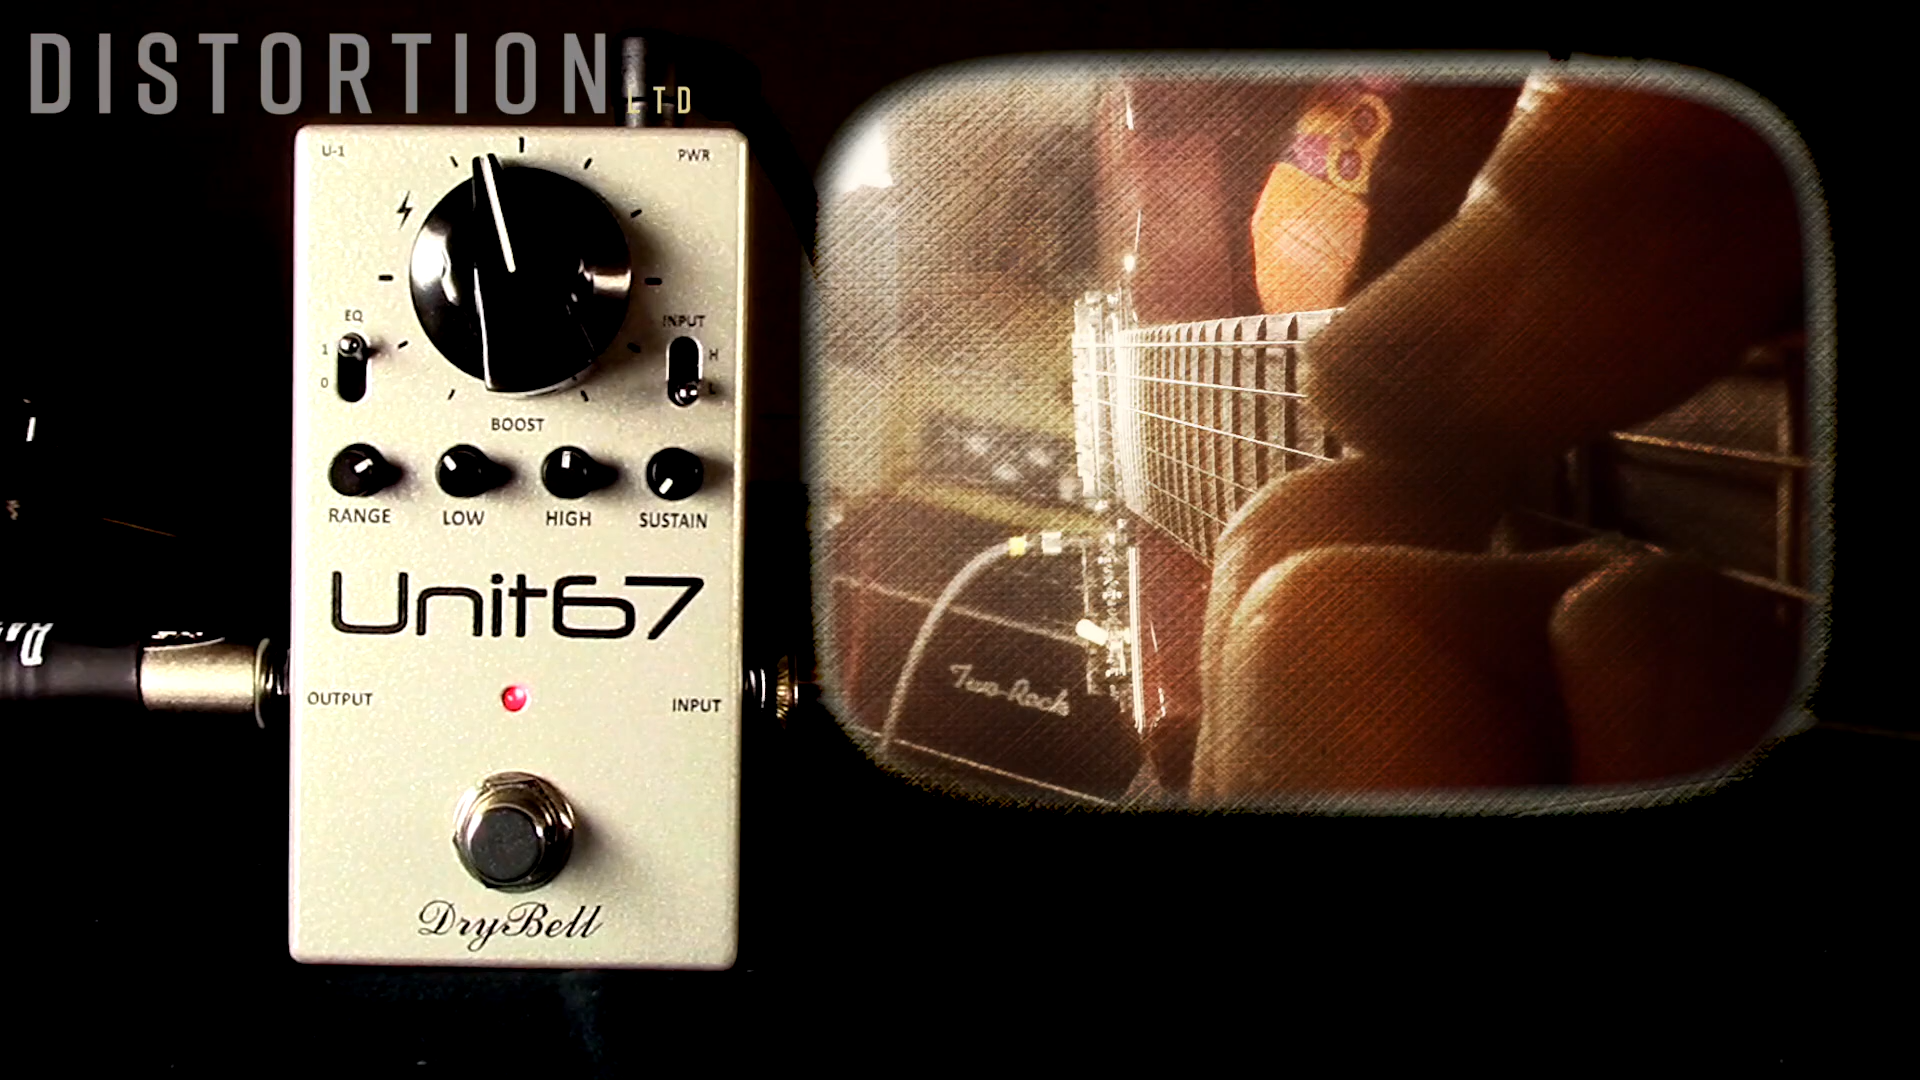 DISTORTION LTD
U-1
PWR
EQ
1
0
INPUT
H
L
BOOST
RANGE LOW HIGH SUSTAIN
Unit67
OUTPUT
INPUT
DryBell
Two-Rock